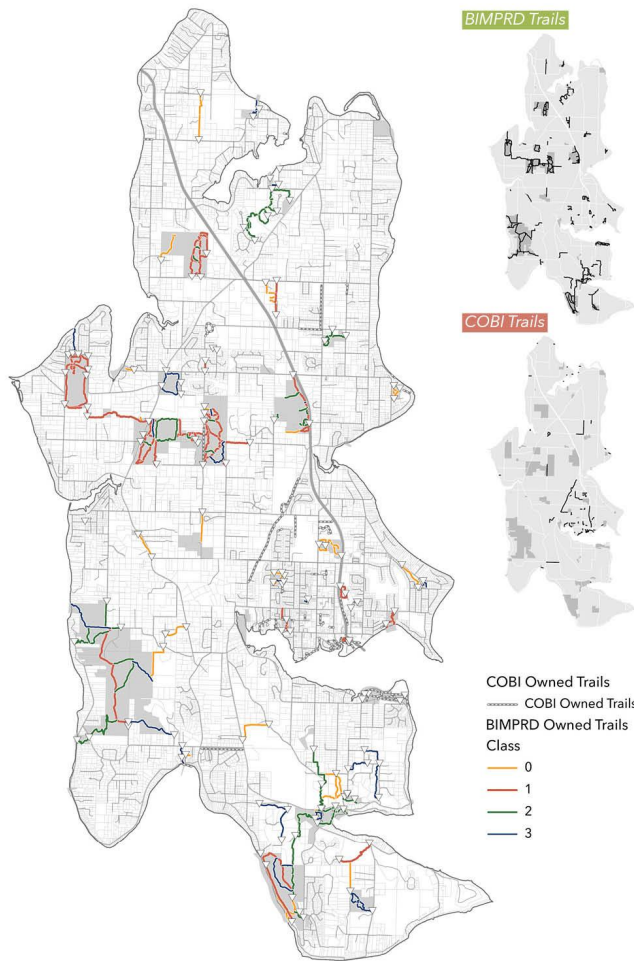 BIMPRD Trails
COBI Trails
COBI Owned Trails
COBI Owned Trails
BIMPRD Owned Trails
Class
0
1
2
3